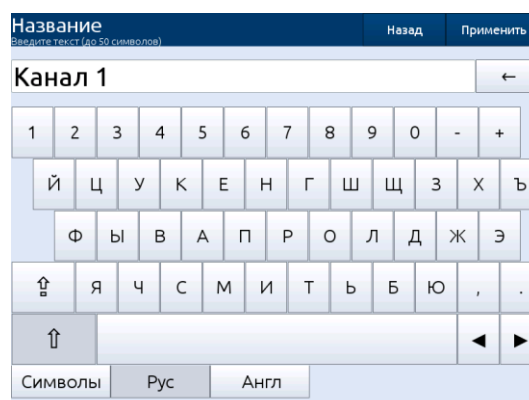 Название
Введите текст (до 50 символов)
Назад
Применить
Канал 1
←
1 2 3 4 5 6 7 8 9 0 - +
Й Ц У К Е Н Г Ш Щ З Х Ъ
Ф Ы В А П Р О Л Д Ж Э
Я Ч С М И Т Ь Б Ю , .
Символы Рус Англ